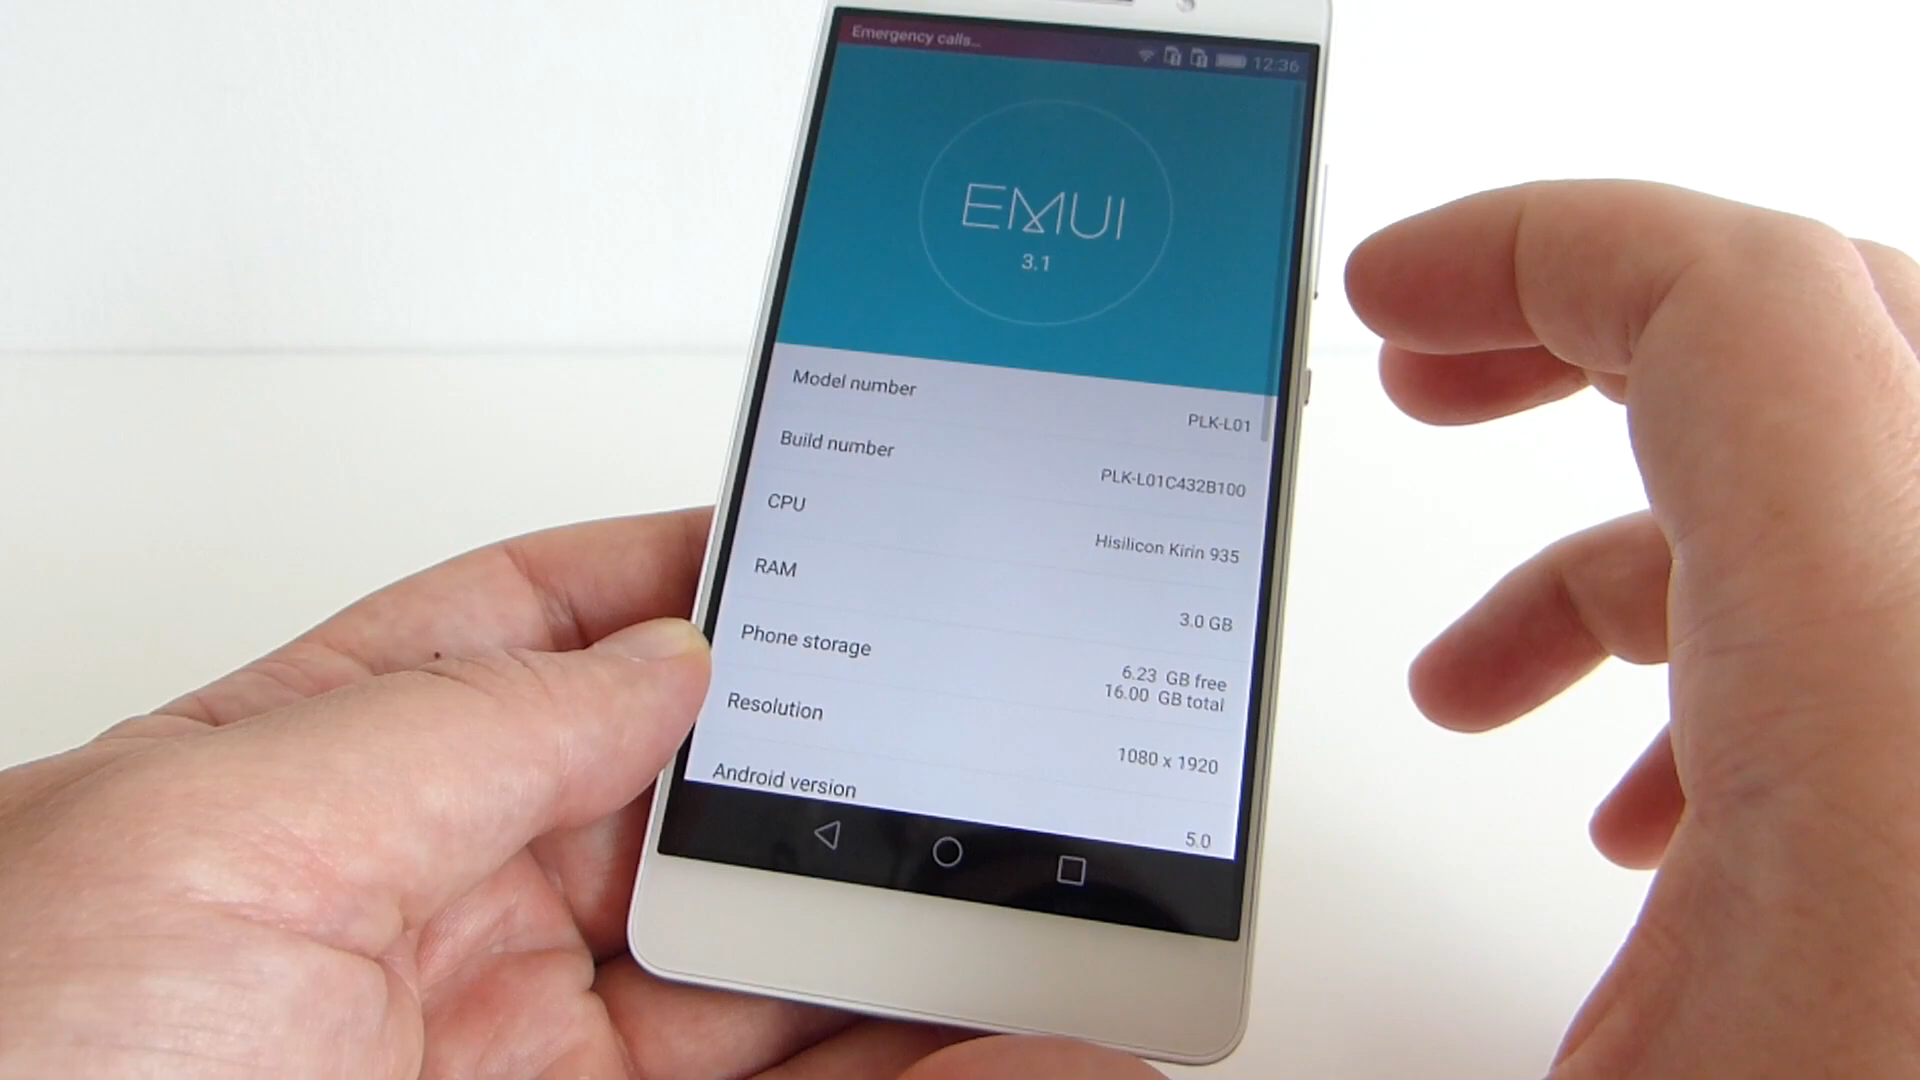 Emergency calls...
12:36
EMUI
3.1
Model number
PLK-L01
Build number
PLK-L01C432B100
CPU
Hisilicon Kirin 935
RAM
3.0 GB
Phone storage
6.23 GB free
16.00 GB total
Resolution
1080 x 1920
Android version
5.0